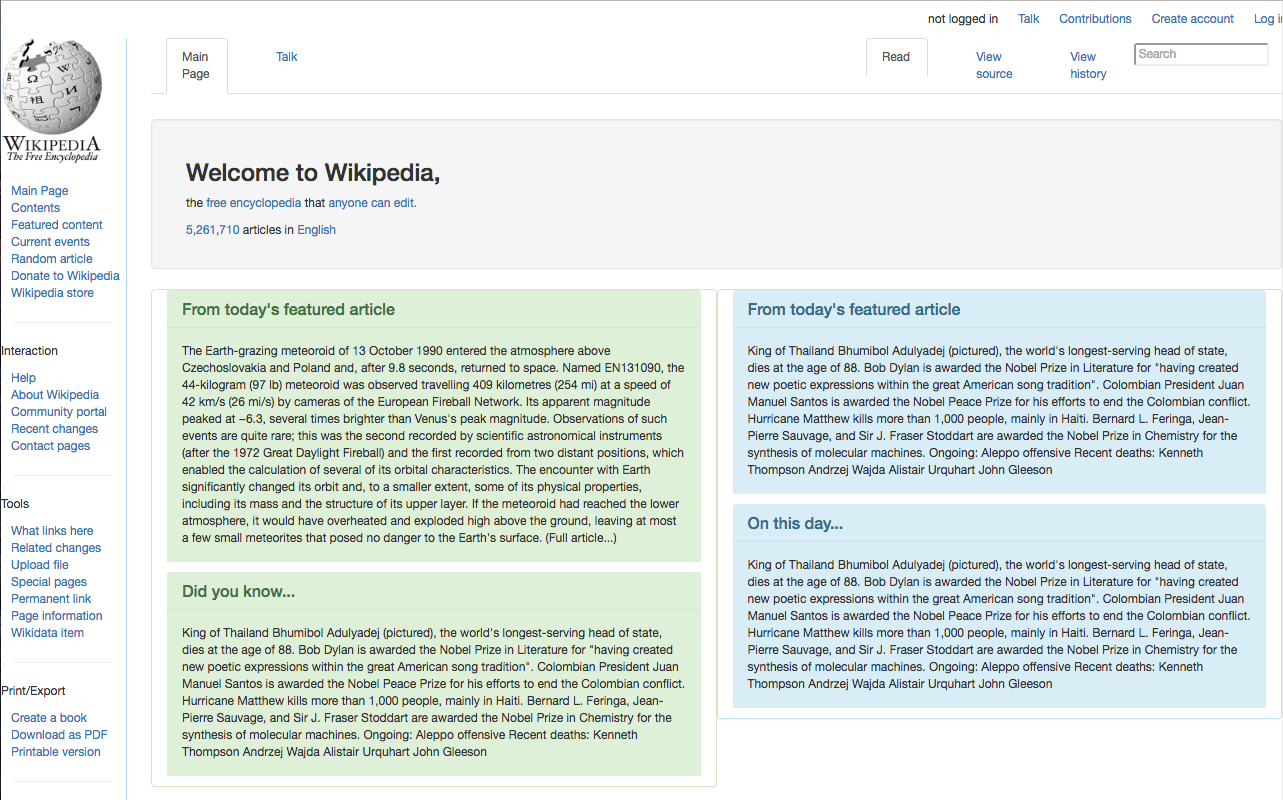 not logged in Talk Contributions Create account Log i
Main Page
Talk
Read
View source
View history
Search
WIKIPEDIA
The Free Encyclopedia
Main Page
Contents
Featured content
Current events
Random article
Donate to Wikipedia
Wikipedia store
Interaction
Help
About Wikipedia
Community portal
Recent changes
Contact pages
Tools
What links here
Related changes
Upload file
Special pages
Permanent link
Page information
Wikidata item
Print/Export
Create a book
Download as PDF
Printable version
Welcome to Wikipedia,
the free encyclopedia that anyone can edit.
5,261,710 articles in English
From today's featured article
The Earth-grazing meteoroid of 13 October 1990 entered the atmosphere above
Czechoslovakia and Poland and, after 9.8 seconds, returned to space. Named EN131090, the
44-kilogram (97 lb) meteoroid was observed travelling 409 kilometres (254 mi) at a speed of
42 km/s (26 mi/s) by cameras of the European Fireball Network. Its apparent magnitude
peaked at −6.3, several times brighter than Venus's peak magnitude. Observations of such
events are quite rare; this was the second recorded by scientific astronomical instruments
(after the 1972 Great Daylight Fireball) and the first recorded from two distant positions, which
enabled the calculation of several of its orbital characteristics. The encounter with Earth
significantly changed its orbit and, to a smaller extent, some of its physical properties,
including its mass and the structure of its upper layer. If the meteoroid had reached the lower
atmosphere, it would have overheated and exploded high above the ground, leaving at most
a few small meteorites that posed no danger to the Earth's surface. (Full article...)
Did you know...
King of Thailand Bhumibol Adulyadej (pictured), the world's longest-serving head of state,
dies at the age of 88. Bob Dylan is awarded the Nobel Prize in Literature for "having created
new poetic expressions within the great American song tradition". Colombian President Juan
Manuel Santos is awarded the Nobel Peace Prize for his efforts to end the Colombian conflict.
Hurricane Matthew kills more than 1,000 people, mainly in Haiti. Bernard L. Feringa, Jean-
Pierre Sauvage, and Sir J. Fraser Stoddart are awarded the Nobel Prize in Chemistry for the
synthesis of molecular machines. Ongoing: Aleppo offensive Recent deaths: Kenneth
Thompson Andrzej Wajda Alistair Urquhart John Gleeson
From today's featured article
King of Thailand Bhumibol Adulyadej (pictured), the world's longest-serving head of state,
dies at the age of 88. Bob Dylan is awarded the Nobel Prize in Literature for "having created
new poetic expressions within the great American song tradition". Colombian President Juan
Manuel Santos is awarded the Nobel Peace Prize for his efforts to end the Colombian conflict.
Hurricane Matthew kills more than 1,000 people, mainly in Haiti. Bernard L. Feringa, Jean-
Pierre Sauvage, and Sir J. Fraser Stoddart are awarded the Nobel Prize in Chemistry for the
synthesis of molecular machines. Ongoing: Aleppo offensive Recent deaths: Kenneth
Thompson Andrzej Wajda Alistair Urquhart John Gleeson
On this day...
King of Thailand Bhumibol Adulyadej (pictured), the world's longest-serving head of state,
dies at the age of 88. Bob Dylan is awarded the Nobel Prize in Literature for "having created
new poetic expressions within the great American song tradition". Colombian President Juan
Manuel Santos is awarded the Nobel Peace Prize for his efforts to end the Colombian conflict.
Hurricane Matthew kills more than 1,000 people, mainly in Haiti. Bernard L. Feringa, Jean-
Pierre Sauvage, and Sir J. Fraser Stoddart are awarded the Nobel Prize in Chemistry for the
synthesis of molecular machines. Ongoing: Aleppo offensive Recent deaths: Kenneth
Thompson Andrzej Wajda Alistair Urquhart John Gleeson